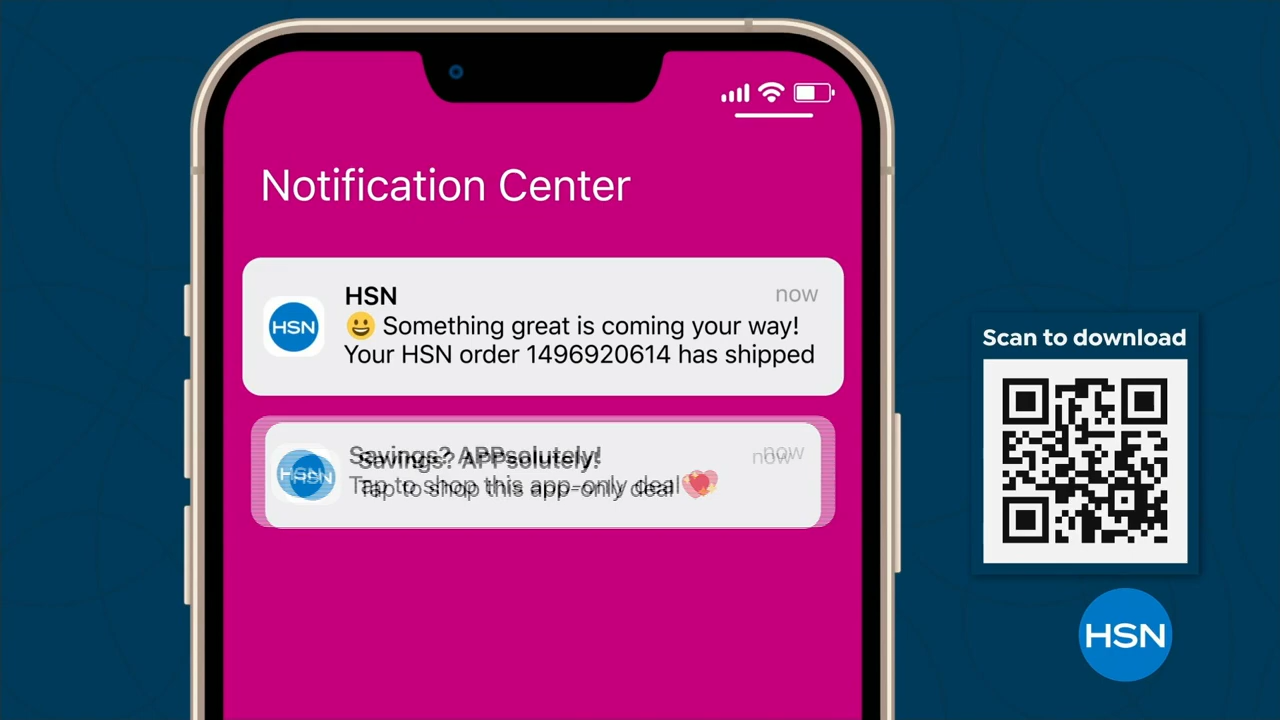 Notification Center
HSN
now
HSN
😀 Something great is coming your way!
Your HSN order 1496920614 has shipped
HSN
Savings? APPsolutely!
now
Tap to shop this app-only deal💖
Scan to download
HSN